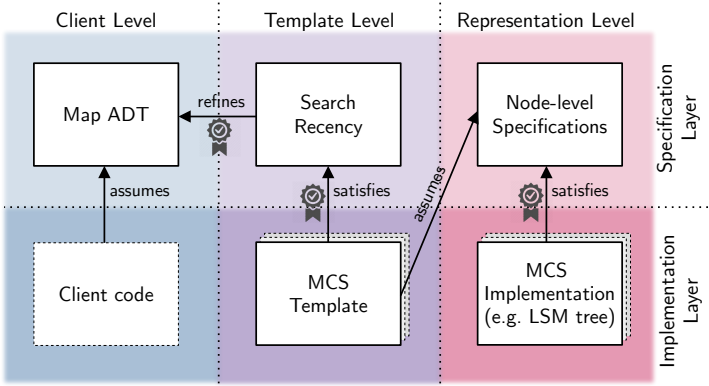 Client Level
Template Level
Representation Level
Map ADT
refines
Search
Recency
Node-level
Specifications
Specification
Layer
assumes
satisfies
assumes
satisfies
Client code
MCS
Template
MCS
Implementation
(e.g. LSM tree)
Implementation
Layer